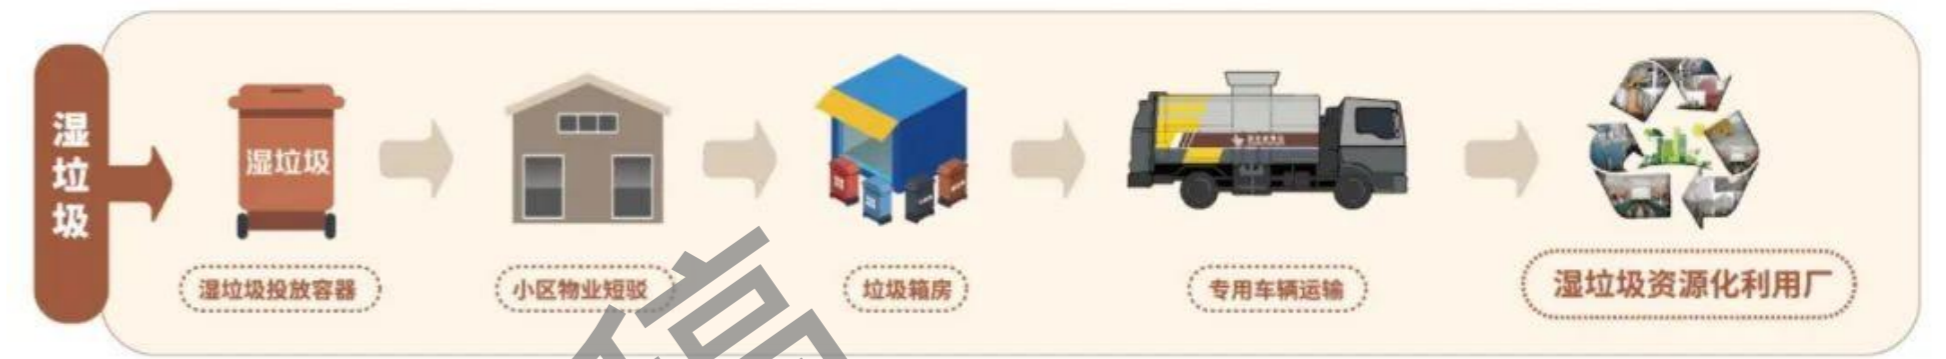 湿垃圾
湿垃圾
湿垃圾投放容器
小区物业短驳
垃圾箱房
专用车辆运输
湿垃圾资源化利用厂